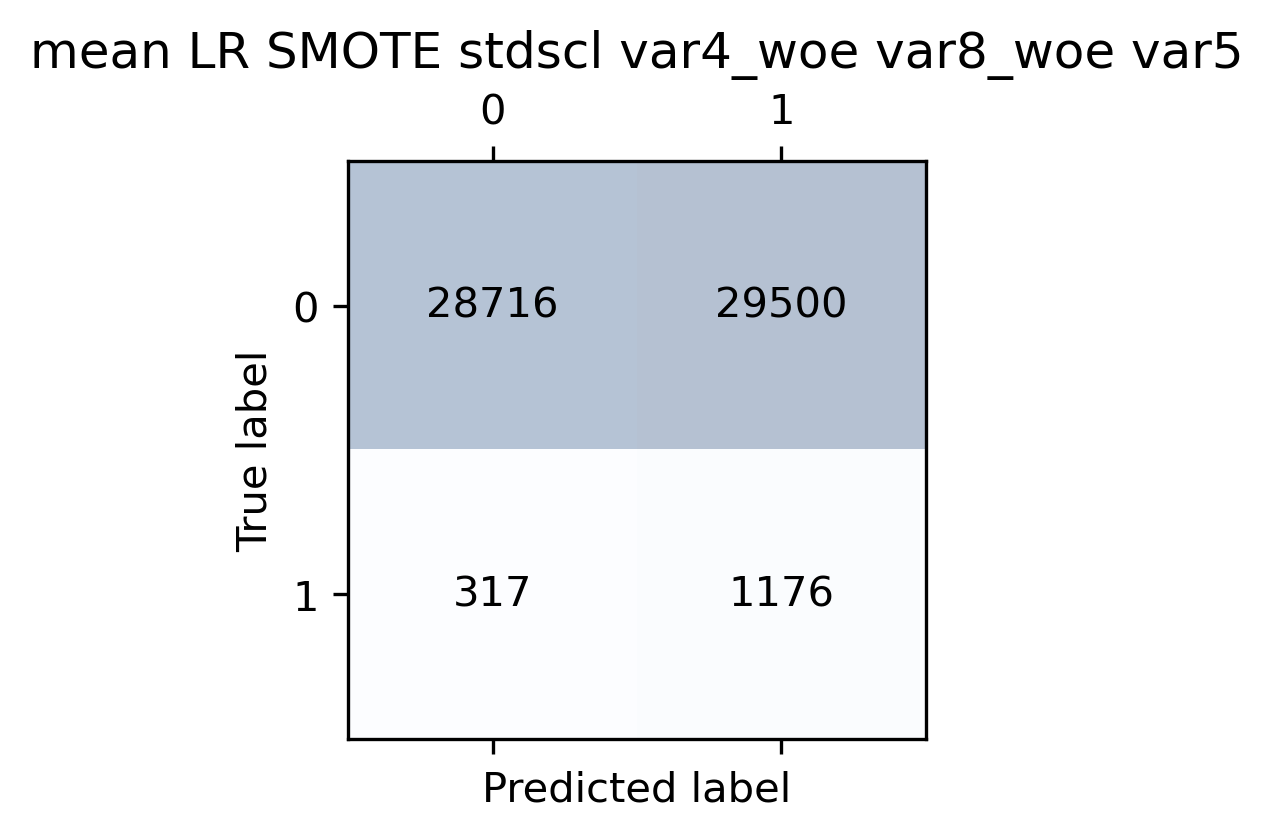 mean LR SMOTE stdscl var4_woe var8_woe var5
0 1
0 28716 29500
True label
1 317 1176
Predicted label